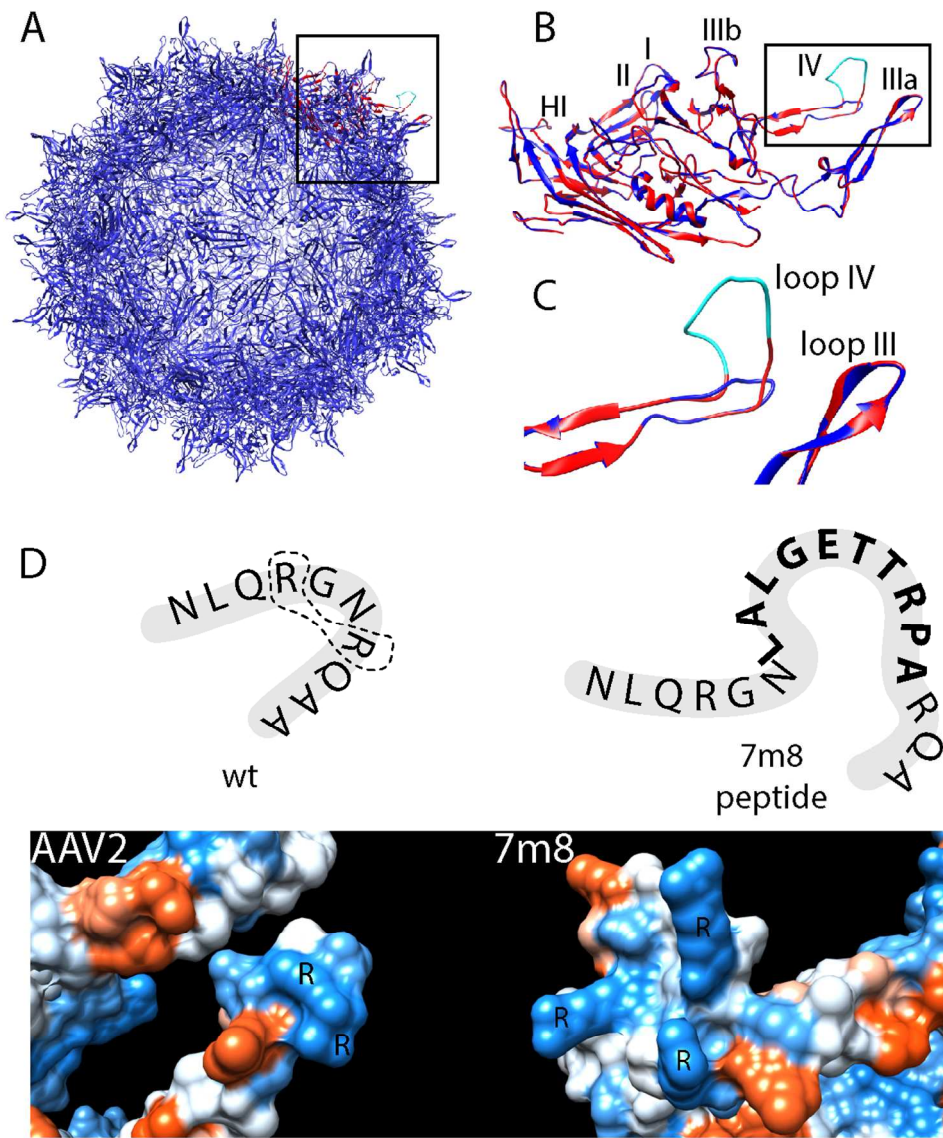 A
B
I
IIIb
II
IV
IIIa
HI
C
loop IV
loop III
D
NLQRGNRQAA
wt
NLQRGNLALGETTRPARQA
7m8
peptide
AAV2
R
R
7m8
R
R
R